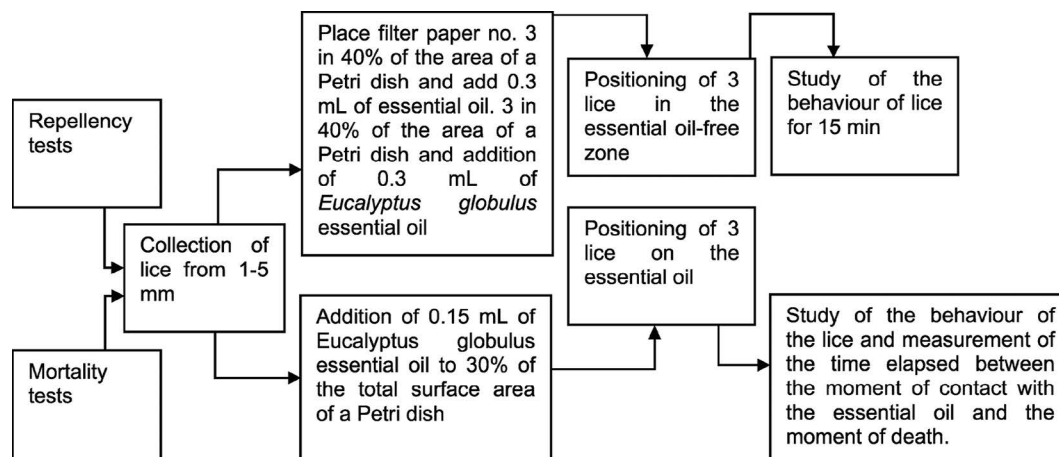 Repellency
tests
Mortality
tests
Collection of
lice from 1-5
mm
Place filter paper no. 3
in 40% of the area of a
Petri dish and add 0.3
mL of essential oil. 3 in
40% of the area of a
Petri dish and addition
of 0.3 mL of
Eucalyptus globulus
essential oil
Positioning of 3
lice in the
essential oil-free
zone
Study of the
behaviour of lice
for 15 min
Addition of 0.15 mL of
Eucalyptus globulus
essential oil to 30% of
the total surface area
of a Petri dish
Positioning of 3
lice on the
essential oil
Study of the behaviour of
the lice and measurement of
the time elapsed between
the moment of contact with
the essential oil and the
moment of death.